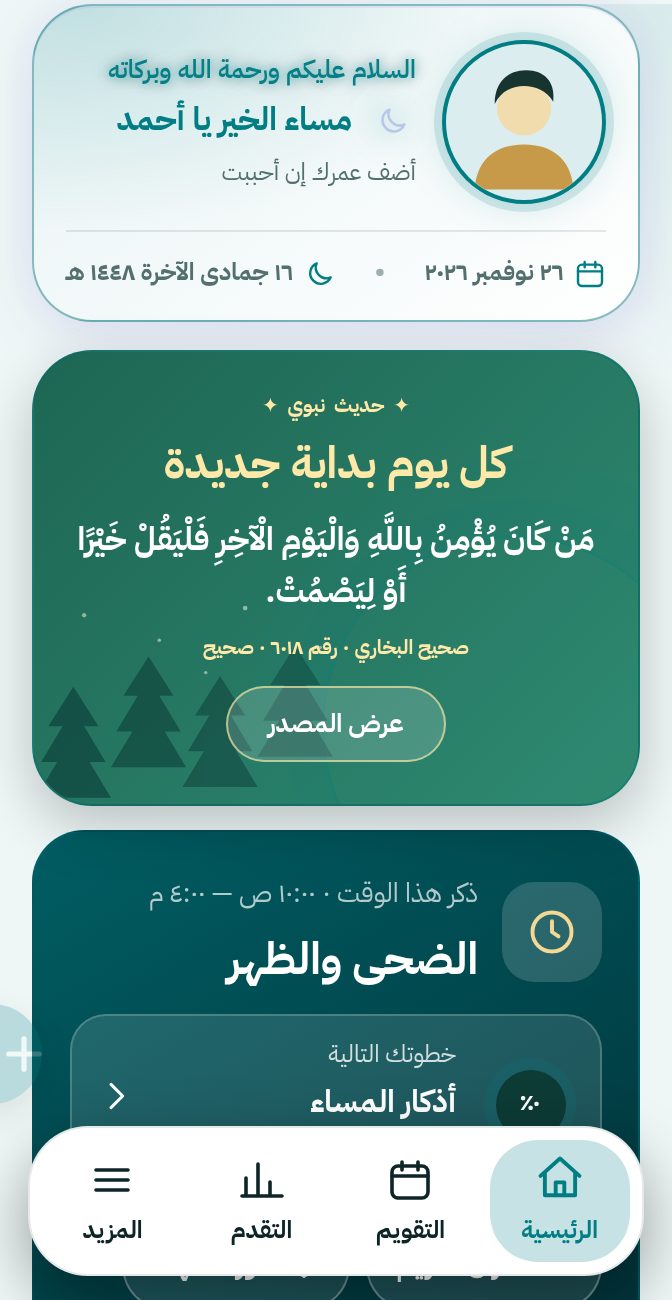 السلام عليكم ورحمة الله وبركاته
مساء الخير يا أحمد
أضف عمرك إن أحببت
٢٦ نوفمبر ٢٠٢٦ • ١٦ جمادى الآخرة ١٤٤٨ هـ
✦ حديث نبوي ✦
كل يوم بداية جديدة
مَنْ كَانَ يُؤْمِنُ بِاللَّهِ وَالْيَوْمِ الْآخِرِ فَلْيَقُلْ خَيْرًا
أَوْ لِيَصْمُتْ.
صحيح البخاري · رقم ٦٠١٨ · صحيح
عرض المصدر
ذكر هذا الوقت · ١٠:٠٠ ص — ٤:٠٠ م
الضحى والظهر
خطوتك التالية
أذكار المساء
٠٪
الرئيسية
التقويم
التقدم
المزيد